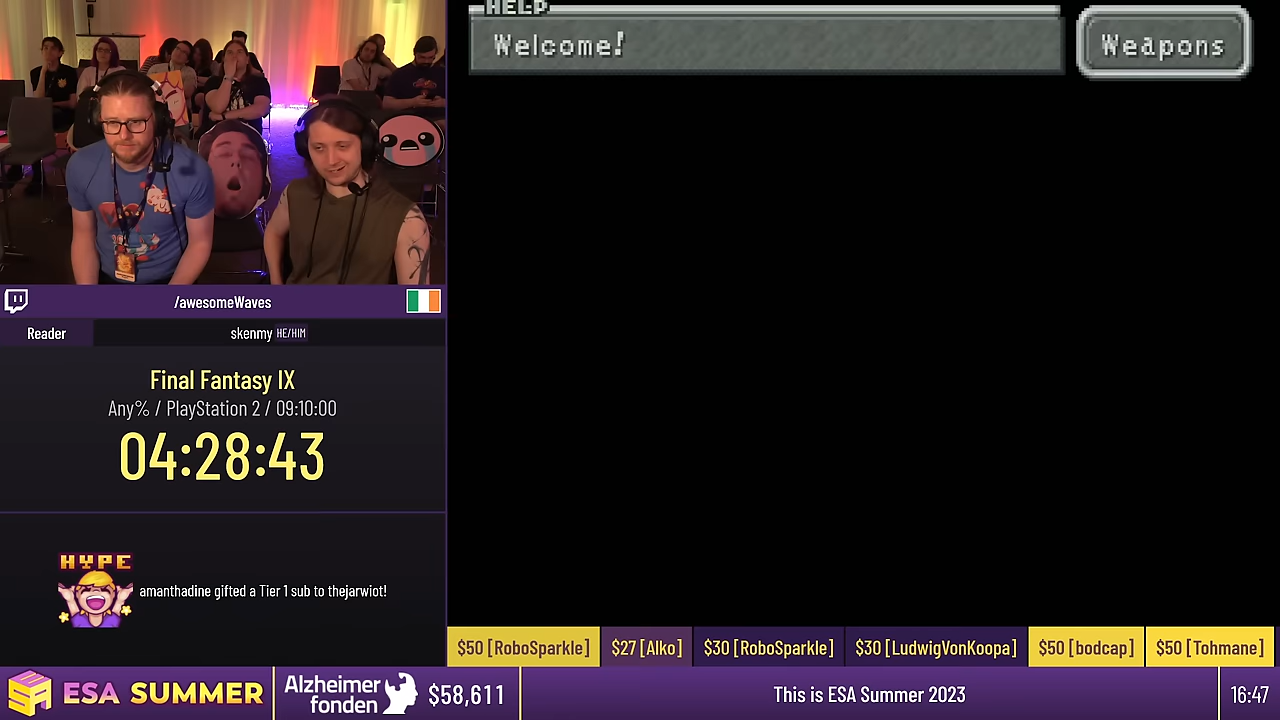 HELP
Welcome!
Weapons
/awesomeWaves
Reader
skenmy HE/HIM
Final Fantasy IX
Any% / PlayStation 2 / 09:10:00
04:28:43
HYPE
amanthadine gifted a Tier 1 sub to thejarwiot!
$50 [RoboSparkle]
$27 [Alko]
$30 [RoboSparkle]
$30 [LudwigVonKoopa]
$50 [bodcap]
$50 [Tohmane]
ESA SUMMER
Alzheimer
fonden
$58,611
This is ESA Summer 2023
16:47